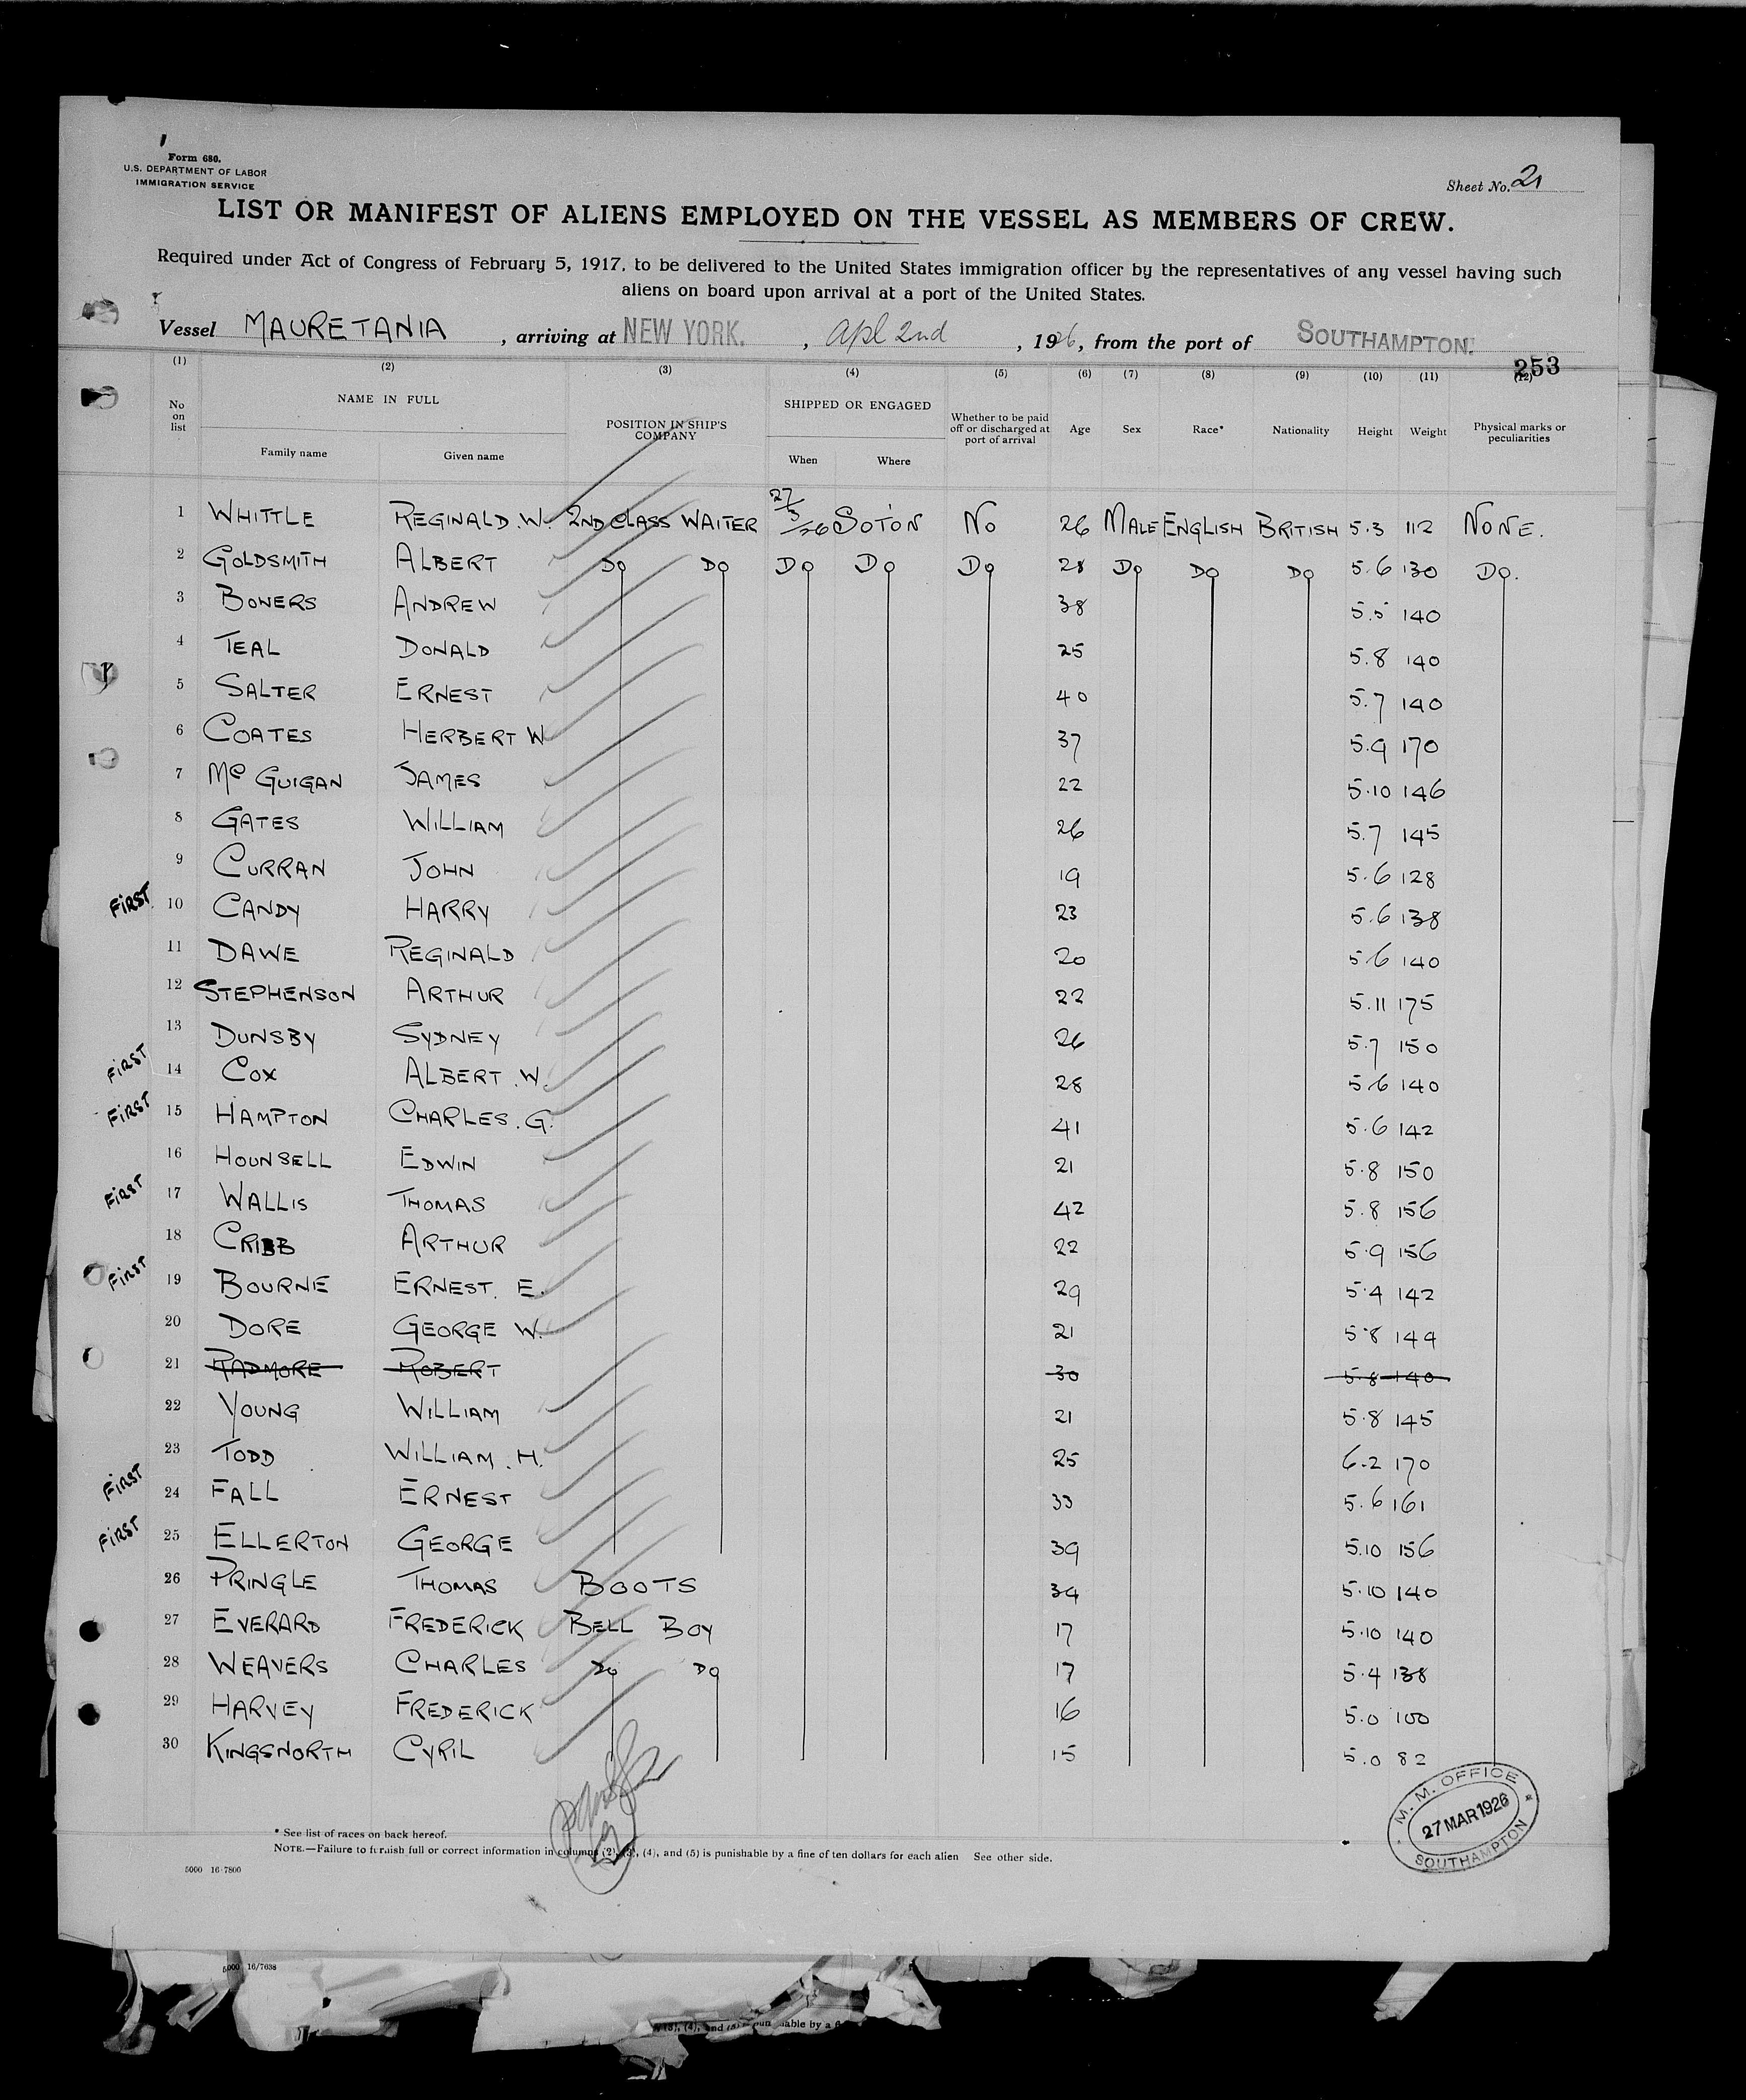 Form 680.
U.S. DEPARTMENT OF LABOR
IMMIGRATION SERVICE
Sheet No. 21
LIST OR MANIFEST OF ALIENS EMPLOYED ON THE VESSEL AS MEMBERS OF CREW.
Required under Act of Congress of February 5, 1917, to be delivered to the United States immigration officer by the representatives of any vessel having such
aliens on board upon arrival at a port of the United States.
Vessel MAURETANIA, arriving at NEW YORK., Apl 2nd, 1926, from the port of SOUTHAMPTON.
253
(1) (2) (3) (4) (5) (6) (7) (8) (9) (10) (11) (12)
No on list NAME IN FULL Family name Given name POSITION IN SHIP'S COMPANY SHIPPED OR ENGAGED When Where Whether to be paid off or discharged at port of arrival Age Sex Race* Nationality Height Weight Physical marks or peculiarities
1 WHITTLE REGINALD.W. 2ND CLASS WAITER 27/3/26 SOTON No 26 MALE ENGLISH BRITISH 5.3 112 NONE.
2 GOLDSMITH ALBERT DO DO DO DO DO 28 DO DO DO 5.6 130 DO.
3 BOWERS ANDREW 38 5.5 140
4 TEAL DONALD 25 5.8 140
5 SALTER ERNEST 40 5.7 140
6 COATES HERBERT W 37 5.9 170
7 Mc GUIGAN JAMES 22 5.10 146
8 GATES WILLIAM 26 5.7 145
9 CURRAN JOHN 19 5.6 128
FIRST 10 CANDY HARRY 23 5.6 138
11 DAWE REGINALD 20 5.6 140
12 STEPHENSON ARTHUR 22 5.11 175
13 DUNSBY SYDNEY 26 5.7 150
FIRST 14 COX ALBERT .W. 28 5.6 140
FIRST 15 HAMPTON CHARLES.G. 41 5.6 142
16 HOUNSELL EDWIN 21 5.8 150
FIRST 17 WALLIS THOMAS 42 5.8 156
18 CRIBB ARTHUR 22 5.9 156
FIRST 19 BOURNE ERNEST. E. 29 5.4 142
20 DORE GEORGE W. 21 5.8 144
21 RADMORE ROBERT 30 5.8 140
22 YOUNG WILLIAM 21 5.8 145
23 TODD WILLIAM .H. 25 6.2 170
FIRST 24 FALL ERNEST 33 5.6 161
FIRST 25 ELLERTON GEORGE 39 5.10 156
26 PRINGLE THOMAS BOOTS 34 5.10 140
27 EVERARD FREDERICK BELL BOY 17 5.10 140
28 WEAVERS CHARLES DO DO 17 5.4 138
29 HARVEY FREDERICK 16 5.0 100
30 KINGSNORTH CYRIL 15 5.0 82
M.M. OFFICE
27 MAR 1926
SOUTHAMPTON
* See list of races on back hereof.
NOTE.—Failure to furnish full or correct information in columns (2), (3), (4), and (5) is punishable by a fine of ten dollars for each alien See other side.
5000 16-7800
5000 16/7638